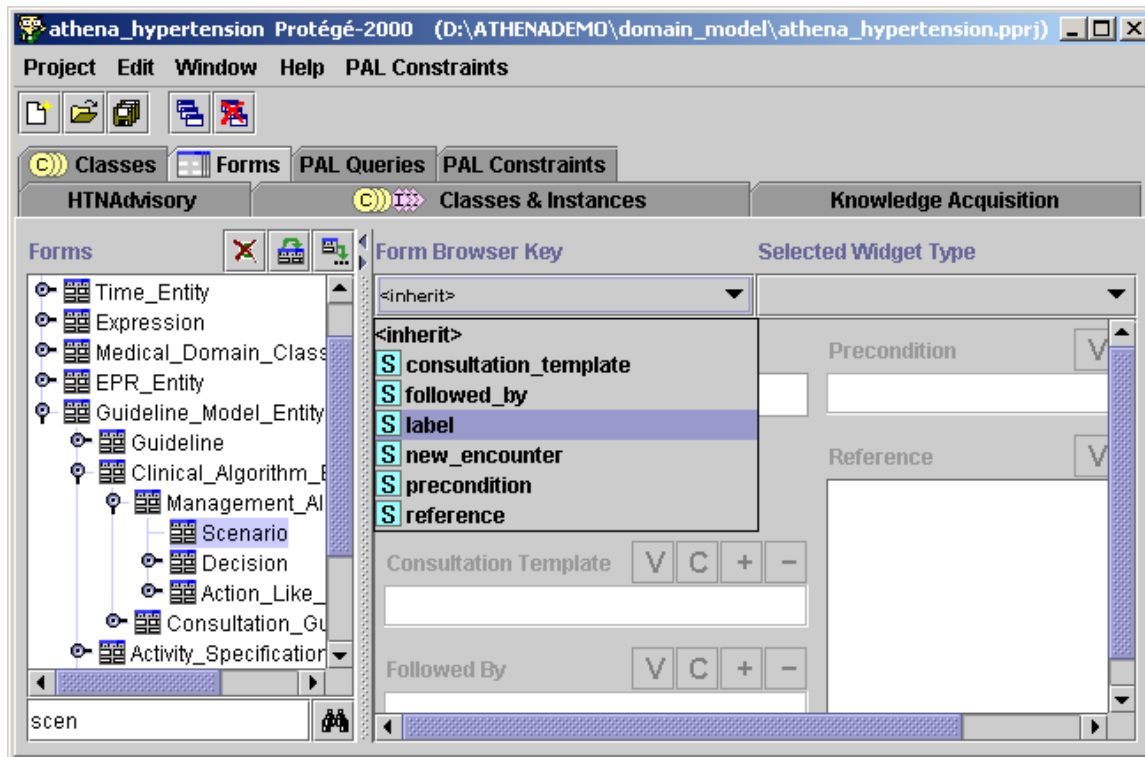 athena_hypertension Protégé-2000 (D:\ATHENADEMO\domain_model\athena_hypertension.pprj)
Project Edit Window Help PAL Constraints
C Classes Forms PAL Queries PAL Constraints
HTNAdvisory C I Classes & Instances Knowledge Acquisition
Forms
Time_Entity
Expression
Medical_Domain_Class
EPR_Entity
Guideline_Model_Entity
Guideline
Clinical_Algorithm_E
Management_Al
Scenario
Decision
Action_Like_
Consultation_Gu
Activity_Specification
scen
Form Browser Key
<inherit>
<inherit>
S consultation_template
S followed_by
S label
S new_encounter
S precondition
S reference
Consultation Template V C + −
Followed By V C + −
Selected Widget Type
Precondition V
Reference V